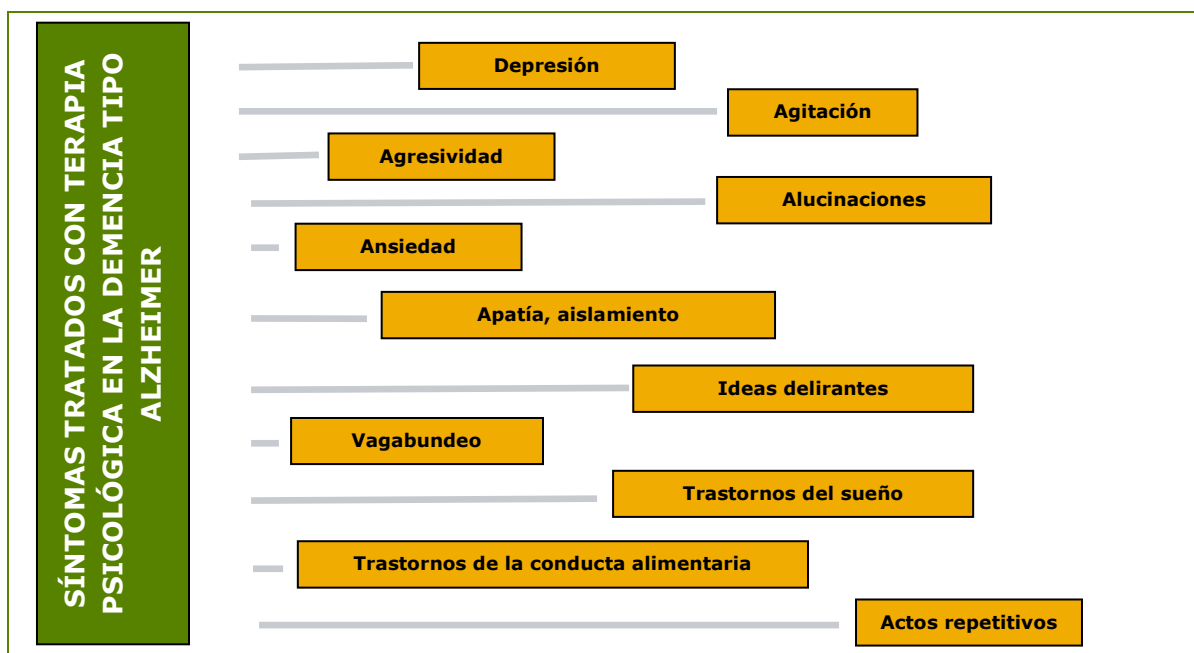 SÍNTOMAS TRATADOS CON TERAPIA
PSICOLÓGICA EN LA DEMENCIA TIPO
ALZHEIMER
Depresión
Agitación
Agresividad
Alucinaciones
Ansiedad
Apatía, aislamiento
Ideas delirantes
Vagabundeo
Trastornos del sueño
Trastornos de la conducta alimentaria
Actos repetitivos